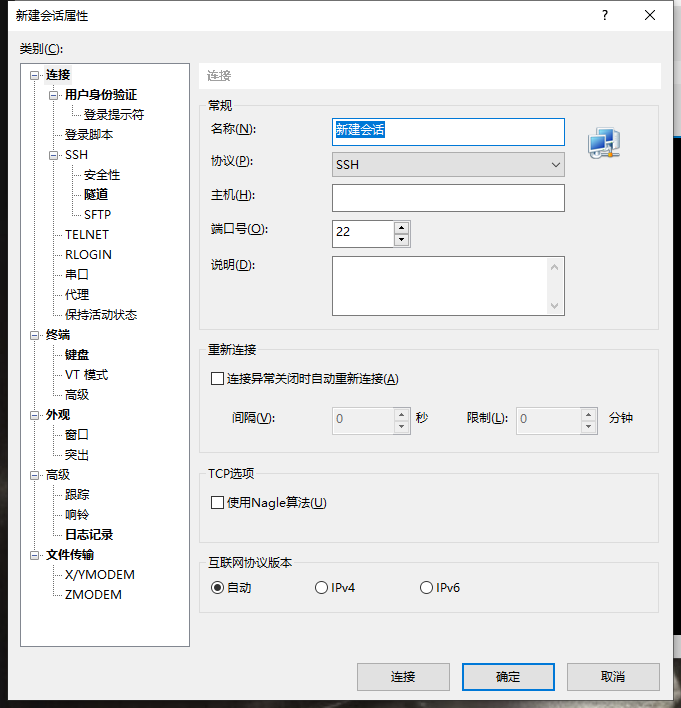 新建会话属性
类别(C):
连接
用户身份验证
登录提示符
登录脚本
SSH
安全性
隧道
SFTP
TELNET
RLOGIN
串口
代理
保持活动状态
终端
键盘
VT 模式
高级
外观
窗口
突出
高级
跟踪
响铃
日志记录
文件传输
X/YMODEM
ZMODEM
连接
常规
名称(N): 新建会话
协议(P): SSH
主机(H):
端口号(O): 22
说明(D):
重新连接
连接异常关闭时自动重新连接(A)
间隔(V): 0 秒 限制(L): 0 分钟
TCP选项
使用Nagle算法(U)
互联网协议版本
自动 IPv4 IPv6
连接 确定 取消